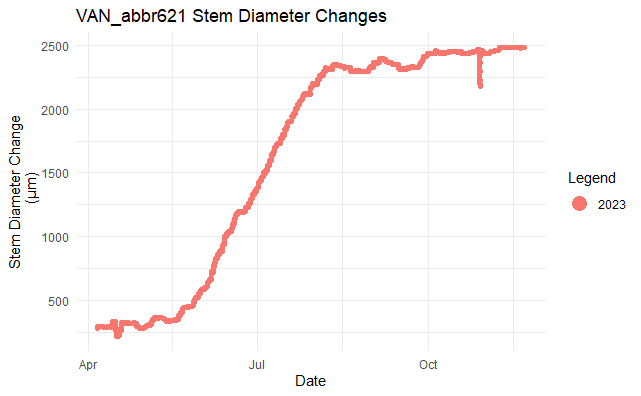 VAN_abbr621 Stem Diameter Changes
2500
2000
1500
1000
500
Stem Diameter Change
(µm)
Apr
Jul
Oct
Date
Legend
2023